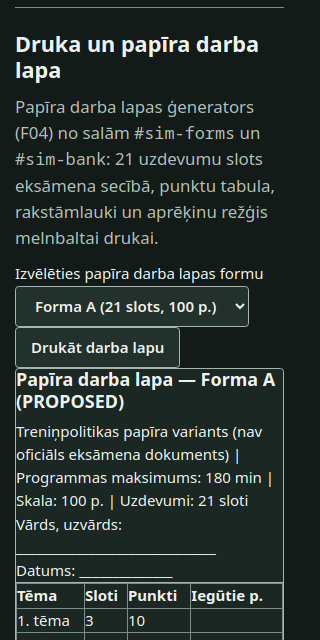 Druka un papīra darba
lapa
Papīra darba lapas ģenerators
(F04) no salām #sim-forms un
#sim-bank: 21 uzdevumu slots
eksāmena secībā, punktu tabula,
rakstāmlauki un aprēķinu režģis
melnbaltai drukai.
Izvēlēties papīra darba lapas formu
Forma A (21 slots, 100 p.)
Drukāt darba lapu
Papīra darba lapa — Forma A
(PROPOSED)
Treniņpolitikas papīra variants (nav
oficiāls eksāmena dokuments) |
Programmas maksimums: 180 min |
Skala: 100 p. | Uzdevumi: 21 sloti
Vārds, uzvārds:
____________________________
Datums: _____________
Tēma Sloti Punkti Iegūtie p.
1. tēma 3 10